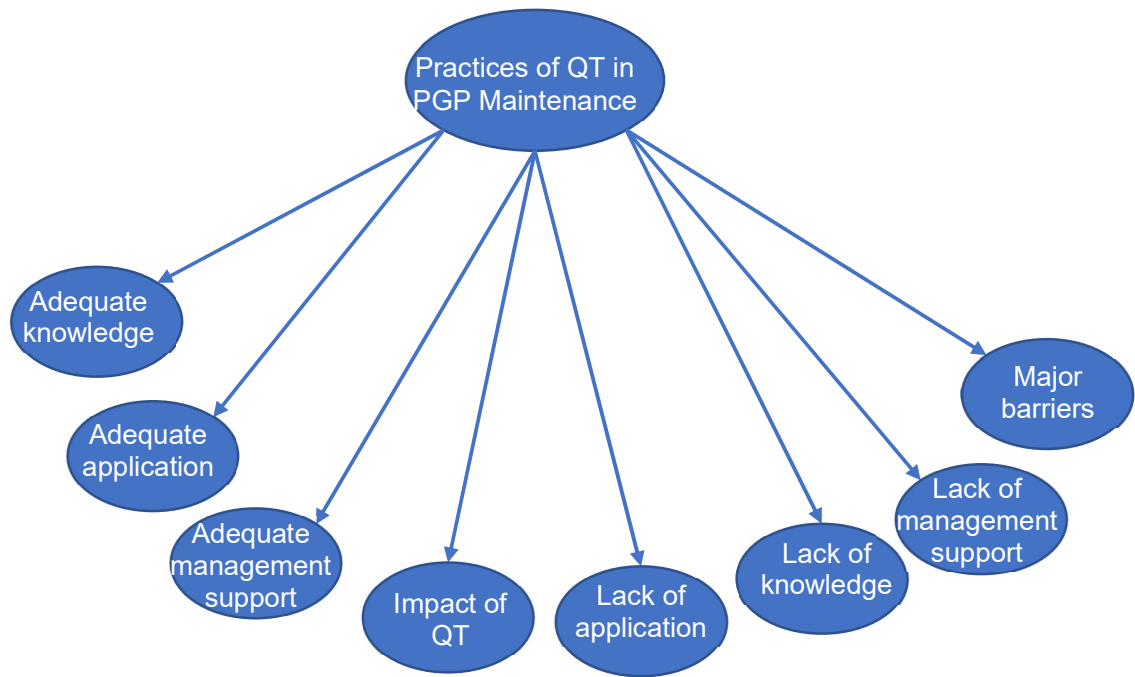 Practices of QT in
PGP Maintenance
Adequate
knowledge
Adequate
application
Adequate
management
support
Impact of
QT
Lack of
application
Lack of
knowledge
Lack of
management
support
Major
barriers